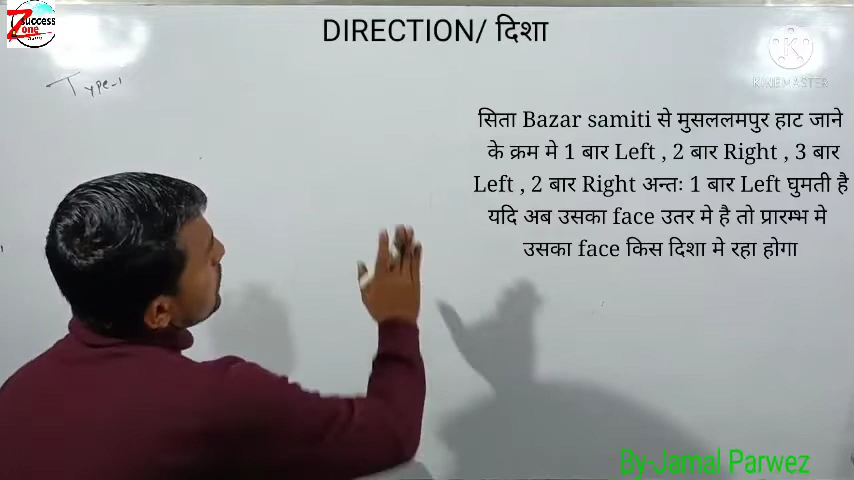 Success
Zone
DIRECTION/ दिशा
KINEMASTER
Type-1
सिता Bazar samiti से मुसललमपुर हाट जाने
के क्रम मे 1 बार Left , 2 बार Right , 3 बार
Left , 2 बार Right अन्तः 1 बार Left घुमती है
यदि अब उसका face उतर मे है तो प्रारम्भ मे
उसका face किस दिशा मे रहा होगा
By-Jamal Parwez